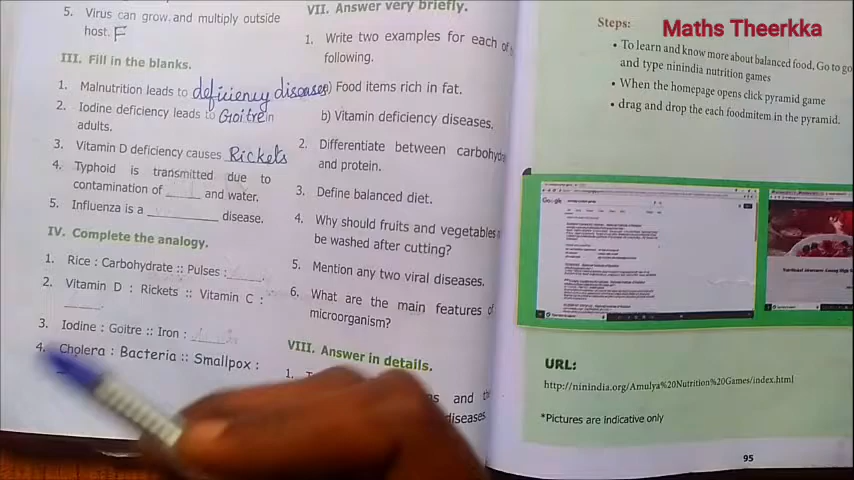 5. Virus can grow and multiply outside
host. F
III. Fill in the blanks.
1. Malnutrition leads to deficiency diseases
2. Iodine deficiency leads to Goitre in
adults.
3. Vitamin D deficiency causes Rickets
4. Typhoid is transmitted due to
contamination of ______ and water.
5. Influenza is a __________ disease.
IV. Complete the analogy.
1. Rice : Carbohydrate :: Pulses : ______.
2. Vitamin D : Rickets :: Vitamin C :
______.
3. Iodine : Goitre :: Iron : ______
4. Cholera : Bacteria :: Smallpox :
VII. Answer very briefly.
1. Write two examples for each of
following.
a) Food items rich in fat.
b) Vitamin deficiency diseases.
2. Differentiate between
and protein.
3. Define balanced diet.
4. Why should fruits and vegetables
be washed after cutting?
5. Mention any two viral diseases.
6. What are the main features of
microorganism?
VIII. Answer in details.
1.
and
diseases
Steps:
Maths Theerkka
• To learn and know more about balanced food, Go to
and type ninindia nutrition games
• When the homepage opens click pyramid game
• drag and drop the each foodmitem in the pyramid.
Google
URL:
http://ninindia.org/Amulya%20Nutrition%20Games/index.html
*Pictures are indicative only
95